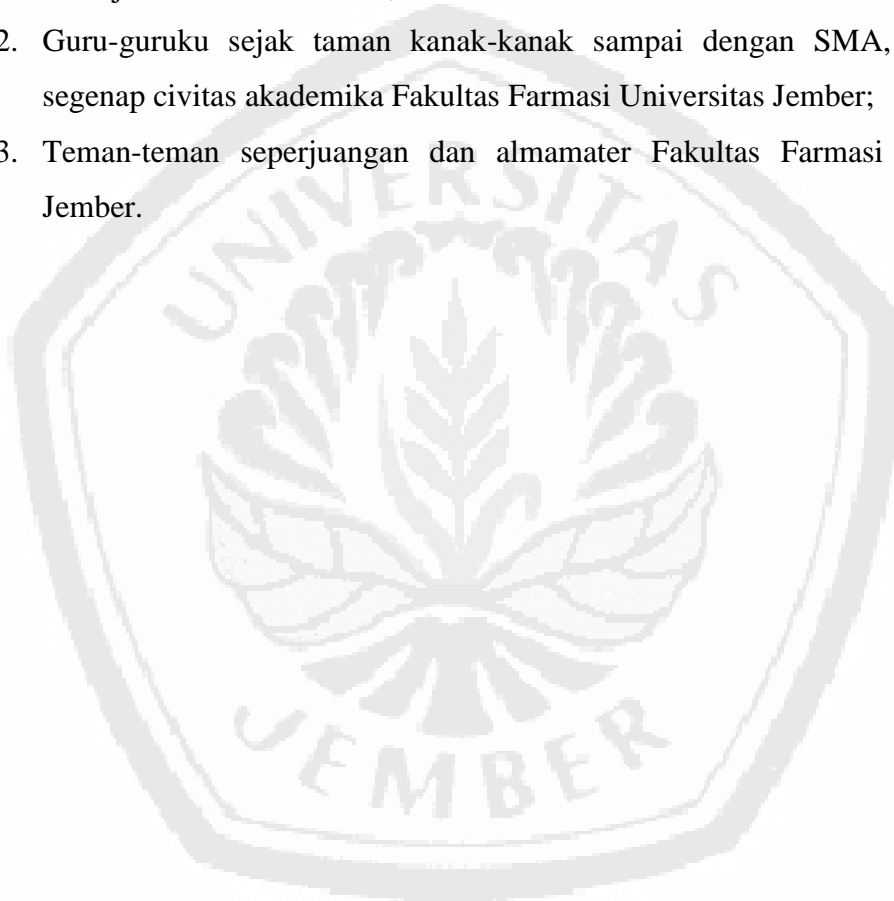 2. Guru-guruku sejak taman kanak-kanak sampai dengan SMA,
segenap civitas akademika Fakultas Farmasi Universitas Jember;
3. Teman-teman seperjuangan dan almamater Fakultas Farmasi
Jember.
UNIVERSITAS
JEMBER